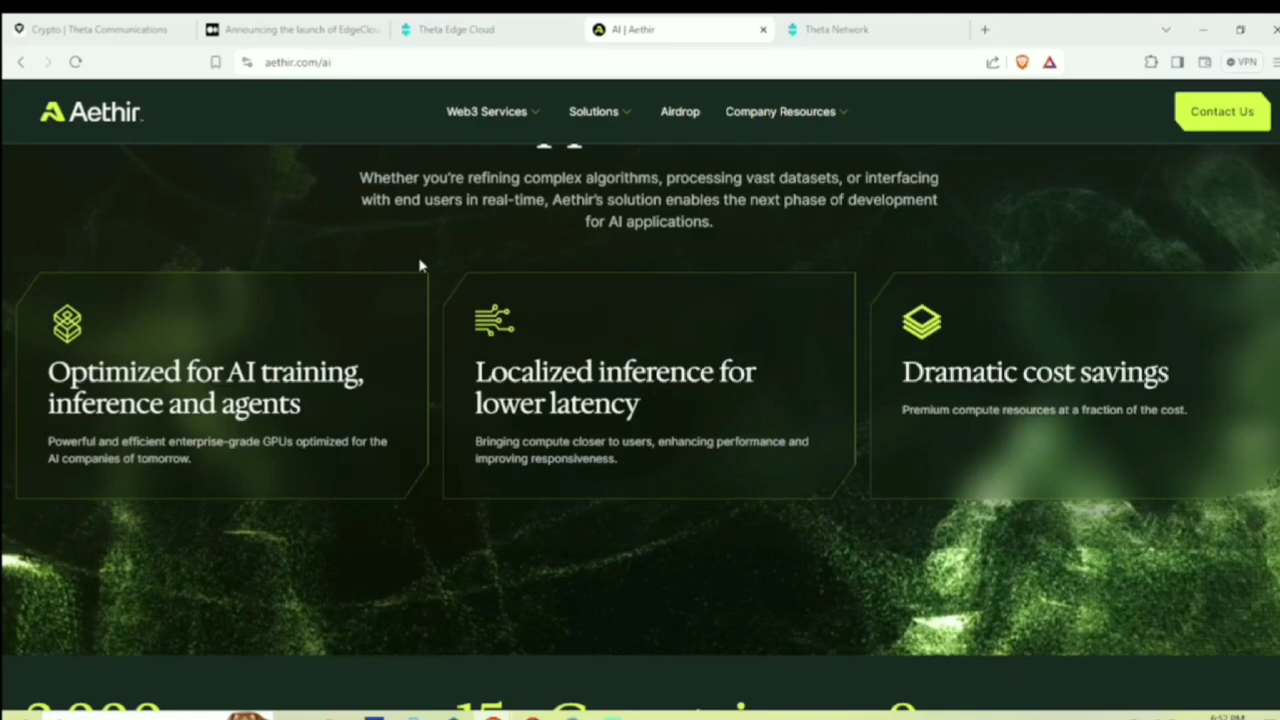 Crypto | Theta Communications
Announcing the launch of EdgeClou
Theta Edge Cloud
AI | Aethir
Theta Network
aethir.com/ai
VPN
Aethir
Web3 Services
Solutions
Airdrop
Company Resources
Contact Us
Whether you're refining complex algorithms, processing vast datasets, or interfacing
with end users in real-time, Aethir's solution enables the next phase of development
for AI applications.
Optimized for AI training,
inference and agents
Powerful and efficient enterprise-grade GPUs optimized for the
AI companies of tomorrow.
Localized inference for
lower latency
Bringing compute closer to users, enhancing performance and
improving responsiveness.
Dramatic cost savings
Premium compute resources at a fraction of the cost.
6:57 PM